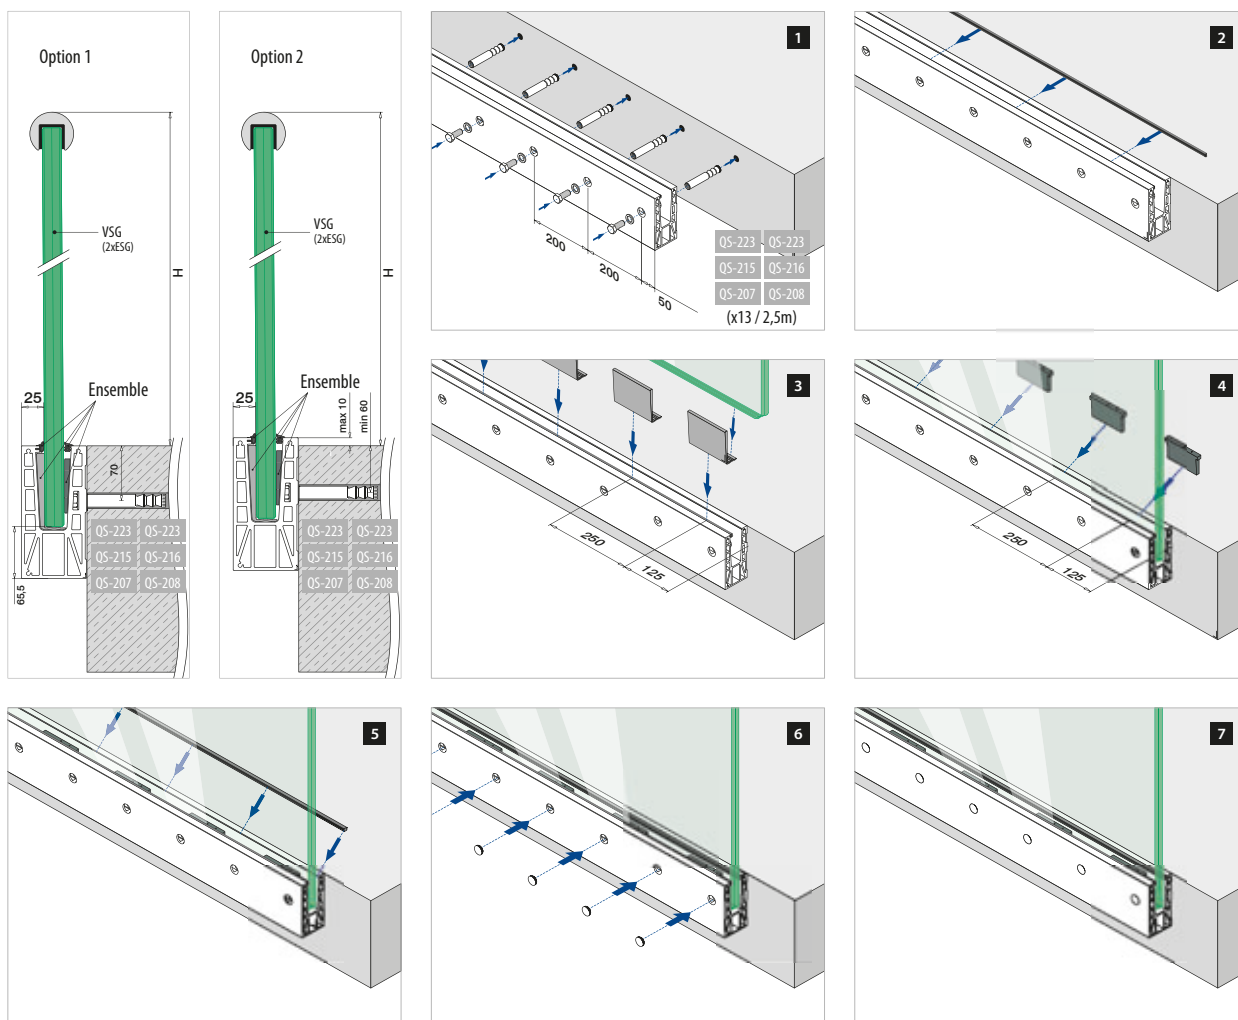 Option 1
VSG
(2xESG)
H
Ensemble
25
70
QS-223 QS-223
QS-215 QS-216
QS-207 QS-208
65,5
Option 2
VSG
(2xESG)
H
Ensemble
25
max 10
min 60
QS-223 QS-223
QS-215 QS-216
QS-207 QS-208
1
200
200
50
QS-223 QS-223
QS-215 QS-216
QS-207 QS-208
(x13 / 2,5m)
2
3
250
125
4
250
125
5
6
7